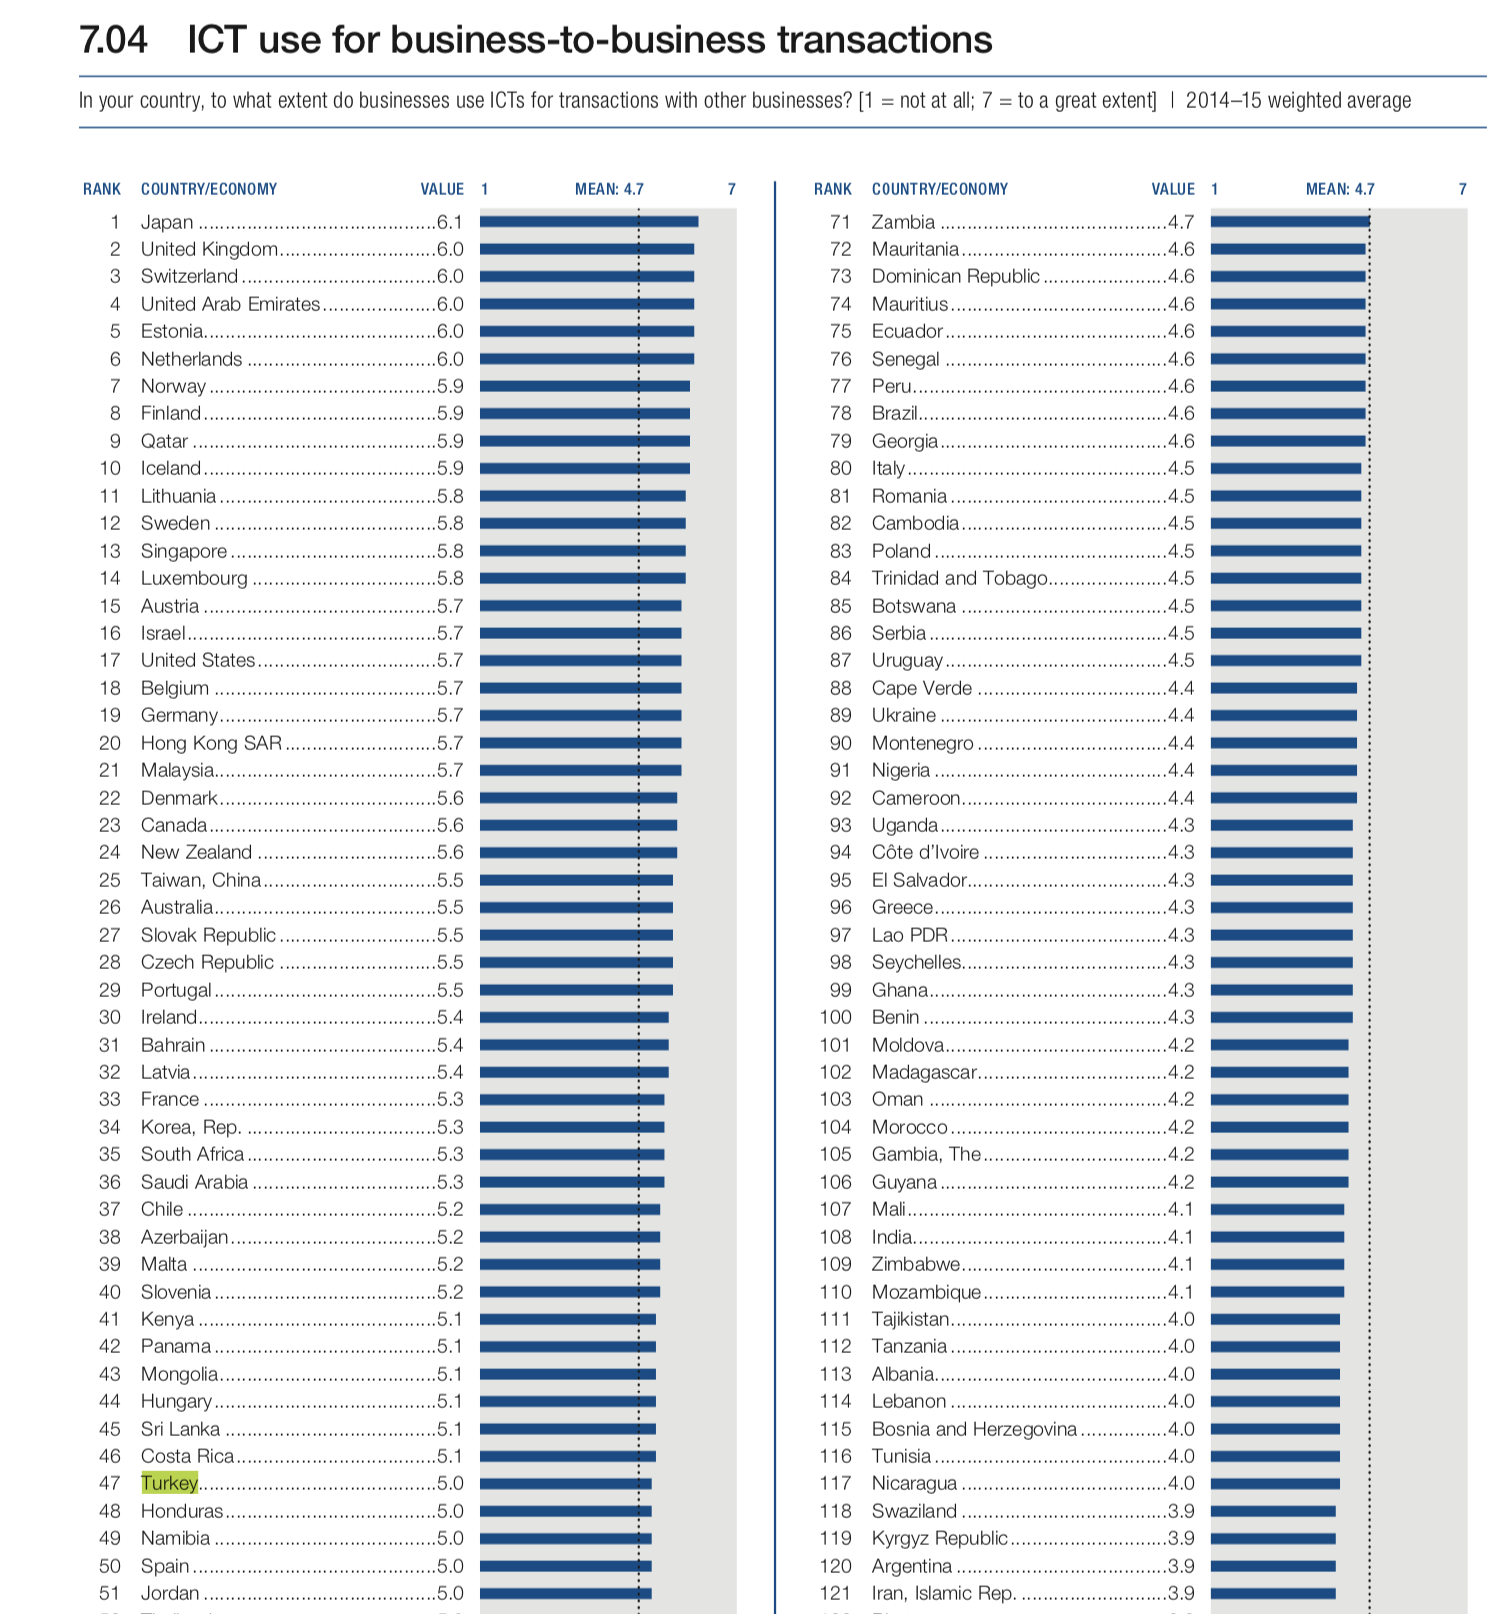 7.04 ICT use for business-to-business transactions
In your country, to what extent do businesses use ICTs for transactions with other businesses? [1 = not at all; 7 = to a great extent] | 2014–15 weighted average
RANK COUNTRY/ECONOMY VALUE 1 MEAN: 4.7 7
1 Japan 6.1
2 United Kingdom 6.0
3 Switzerland 6.0
4 United Arab Emirates 6.0
5 Estonia 6.0
6 Netherlands 6.0
7 Norway 5.9
8 Finland 5.9
9 Qatar 5.9
10 Iceland 5.9
11 Lithuania 5.8
12 Sweden 5.8
13 Singapore 5.8
14 Luxembourg 5.8
15 Austria 5.7
16 Israel 5.7
17 United States 5.7
18 Belgium 5.7
19 Germany 5.7
20 Hong Kong SAR 5.7
21 Malaysia 5.7
22 Denmark 5.6
23 Canada 5.6
24 New Zealand 5.6
25 Taiwan, China 5.5
26 Australia 5.5
27 Slovak Republic 5.5
28 Czech Republic 5.5
29 Portugal 5.5
30 Ireland 5.4
31 Bahrain 5.4
32 Latvia 5.4
33 France 5.3
34 Korea, Rep. 5.3
35 South Africa 5.3
36 Saudi Arabia 5.3
37 Chile 5.2
38 Azerbaijan 5.2
39 Malta 5.2
40 Slovenia 5.2
41 Kenya 5.1
42 Panama 5.1
43 Mongolia 5.1
44 Hungary 5.1
45 Sri Lanka 5.1
46 Costa Rica 5.1
47 Turkey 5.0
48 Honduras 5.0
49 Namibia 5.0
50 Spain 5.0
51 Jordan 5.0
RANK COUNTRY/ECONOMY VALUE 1 MEAN: 4.7 7
71 Zambia 4.7
72 Mauritania 4.6
73 Dominican Republic 4.6
74 Mauritius 4.6
75 Ecuador 4.6
76 Senegal 4.6
77 Peru 4.6
78 Brazil 4.6
79 Georgia 4.6
80 Italy 4.5
81 Romania 4.5
82 Cambodia 4.5
83 Poland 4.5
84 Trinidad and Tobago 4.5
85 Botswana 4.5
86 Serbia 4.5
87 Uruguay 4.5
88 Cape Verde 4.4
89 Ukraine 4.4
90 Montenegro 4.4
91 Nigeria 4.4
92 Cameroon 4.4
93 Uganda 4.3
94 Côte d'Ivoire 4.3
95 El Salvador 4.3
96 Greece 4.3
97 Lao PDR 4.3
98 Seychelles 4.3
99 Ghana 4.3
100 Benin 4.3
101 Moldova 4.2
102 Madagascar 4.2
103 Oman 4.2
104 Morocco 4.2
105 Gambia, The 4.2
106 Guyana 4.2
107 Mali 4.1
108 India 4.1
109 Zimbabwe 4.1
110 Mozambique 4.1
111 Tajikistan 4.0
112 Tanzania 4.0
113 Albania 4.0
114 Lebanon 4.0
115 Bosnia and Herzegovina 4.0
116 Tunisia 4.0
117 Nicaragua 4.0
118 Swaziland 3.9
119 Kyrgyz Republic 3.9
120 Argentina 3.9
121 Iran, Islamic Rep. 3.9